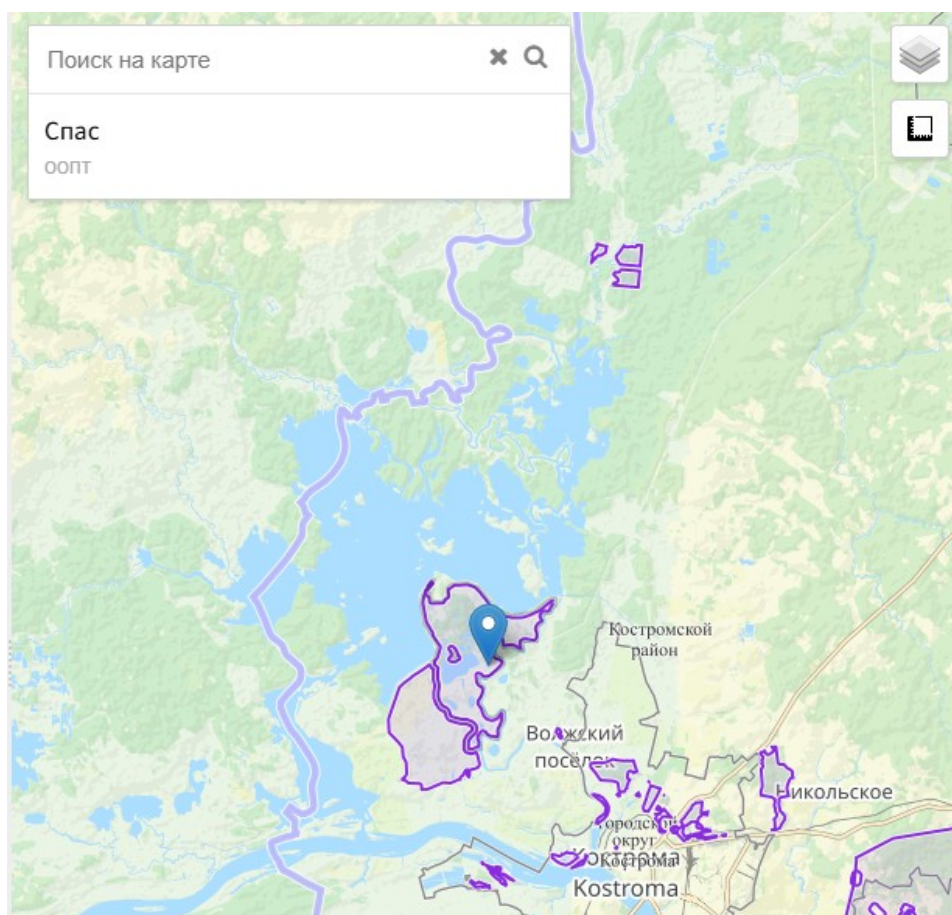 Поиск на карте
Спас
оопт
Костромской
район
Волжский
посёлок
Никольское
Городской
округ
Кострома
Кострома
Kostroma